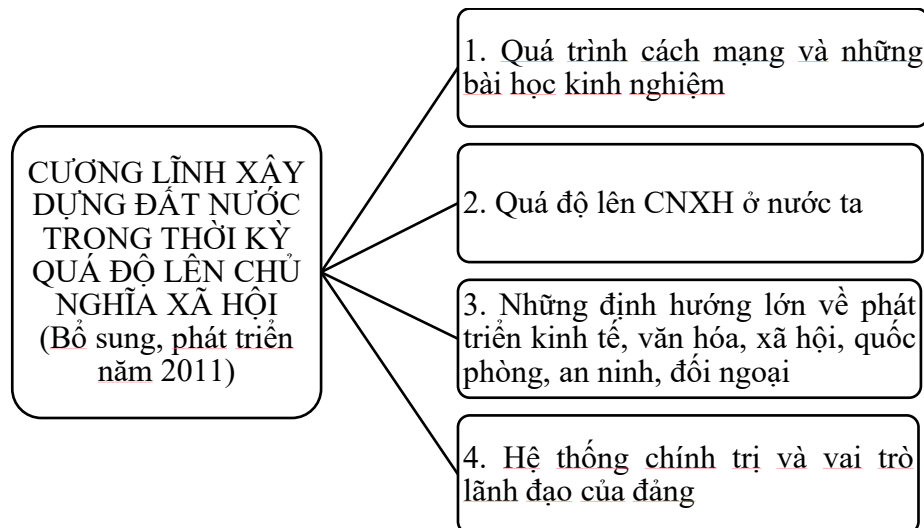 CƯƠNG LĨNH XÂY
DỰNG ĐẤT NƯỚC
TRONG THỜI KỲ
QUÁ ĐỘ LÊN CHỦ
NGHĨA XÃ HỘI
(Bổ sung, phát triển
năm 2011)
1. Quá trình cách mạng và những
bài học kinh nghiệm
2. Quá độ lên CNXH ở nước ta
3. Những định hướng lớn về phát
triển kinh tế, văn hóa, xã hội, quốc
phòng, an ninh, đối ngoại
4. Hệ thống chính trị và vai trò
lãnh đạo của đảng